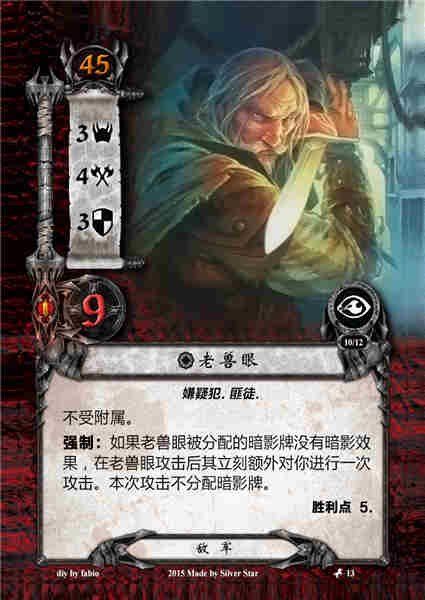 45
3
4
3
9
10/12
老兽眼
嫌疑犯. 匪徒.
不受附属。
强制：如果老兽眼被分配的暗影牌没有暗影效
果，在老兽眼攻击后其立刻额外对你进行一次
攻击。本次攻击不分配暗影牌。
胜利点 5.
敌军
diy by fabio 2015 Made by Silver Star 13